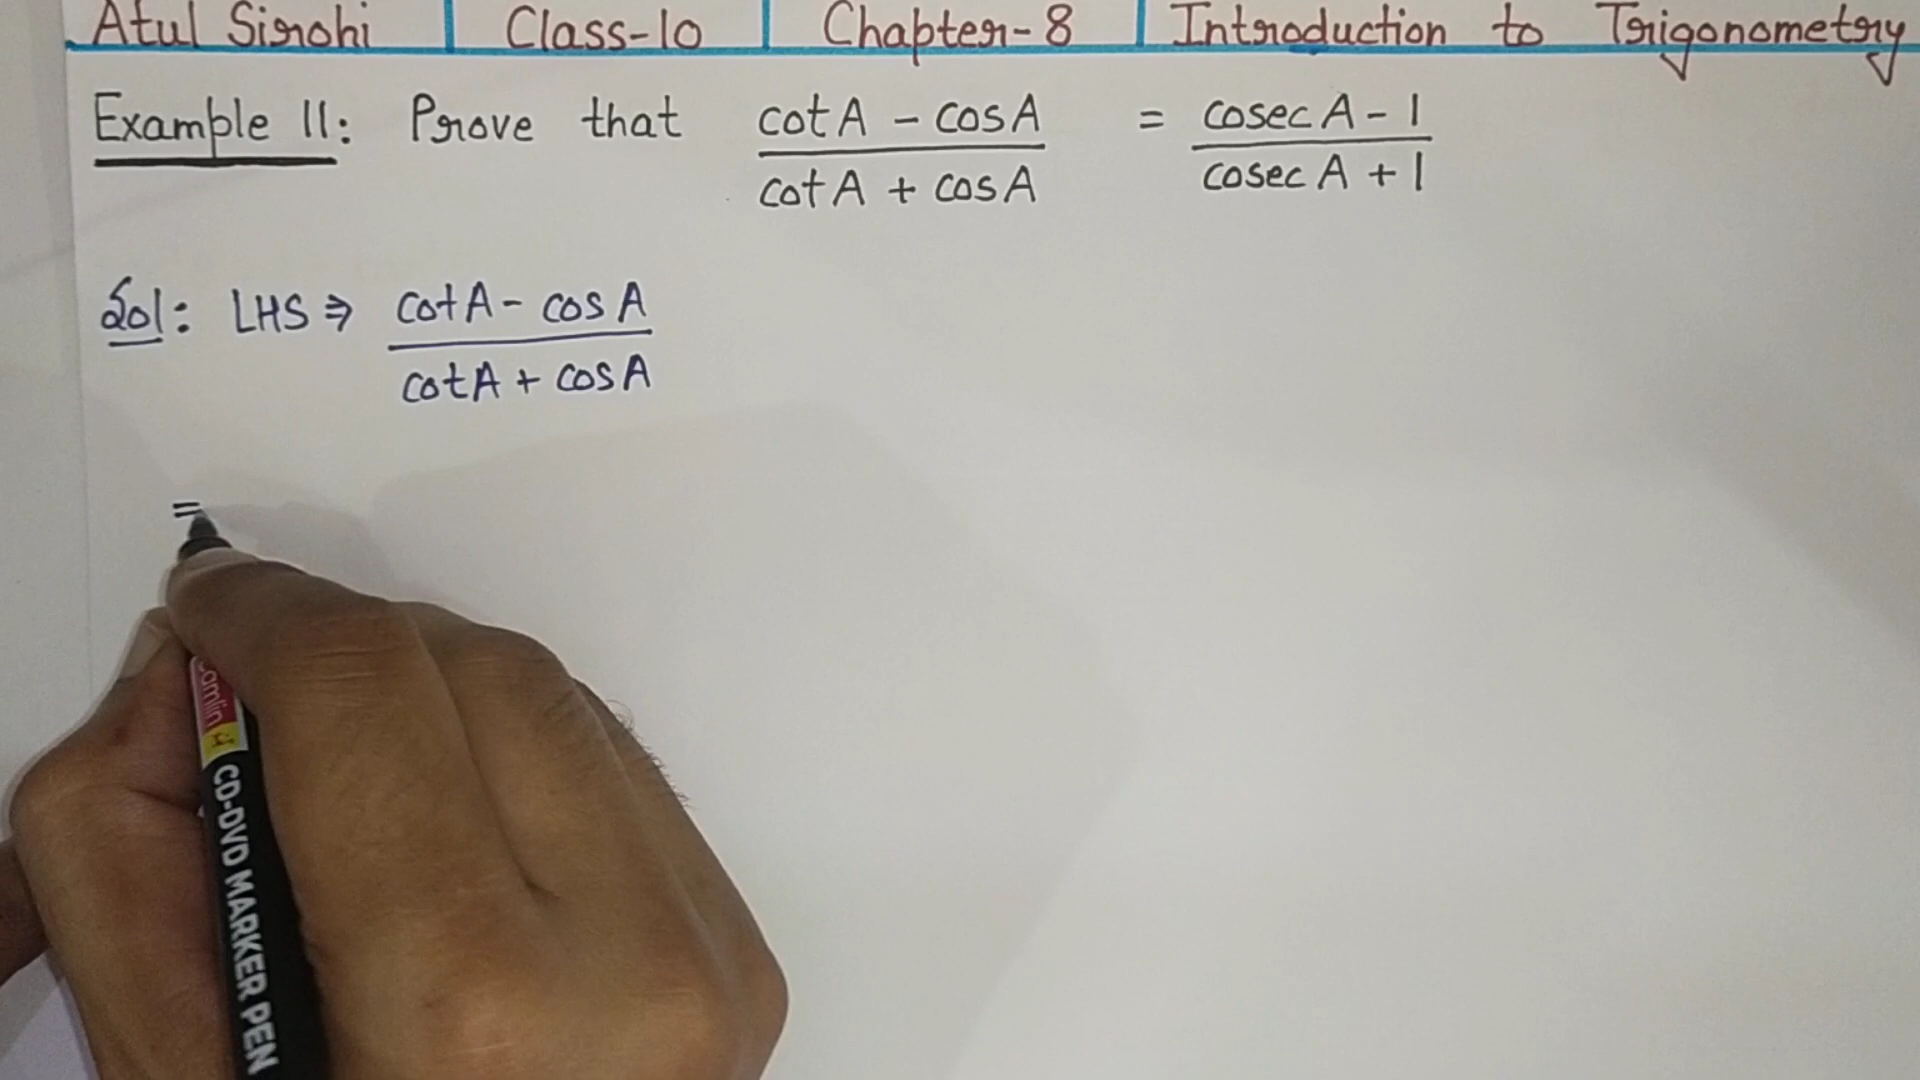 Atul Sirohi | Class-10 | Chapter-8 | Introduction to Trigonometry
Example 11: Prove that (cot A - cos A)/(cot A + cos A) = (cosec A - 1)/(cosec A + 1)
Sol: LHS ⇒ (cot A - cos A)/(cot A + cos A)
=
camlin
CD-DVD MARKER PEN